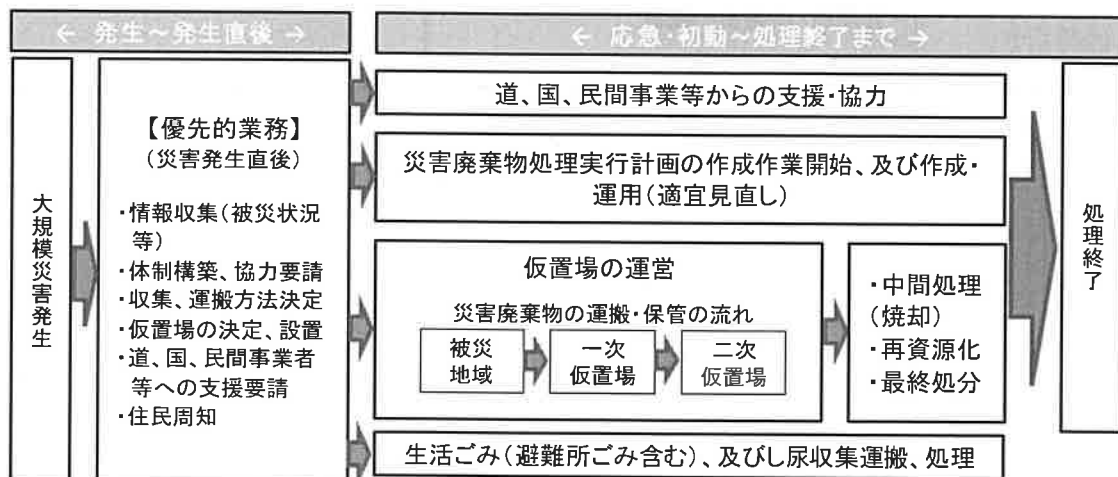 ← 発生～発生直後 →
← 応急・初動～処理終了まで →
大規模災害発生
【優先的業務】
(災害発生直後)
・情報収集(被災状況
等)
・体制構築、協力要請
・収集、運搬方法決定
・仮置場の決定、設置
・道、国、民間事業者
等への支援要請
・住民周知
道、国、民間事業等からの支援・協力
災害廃棄物処理実行計画の作成作業開始、及び作成・
運用(適宜見直し)
仮置場の運営
災害廃棄物の運搬・保管の流れ
被災
地域
一次
仮置場
二次
仮置場
・中間処理
(焼却)
・再資源化
・最終処分
生活ごみ(避難所ごみ含む)、及びし尿収集運搬、処理
処理終了